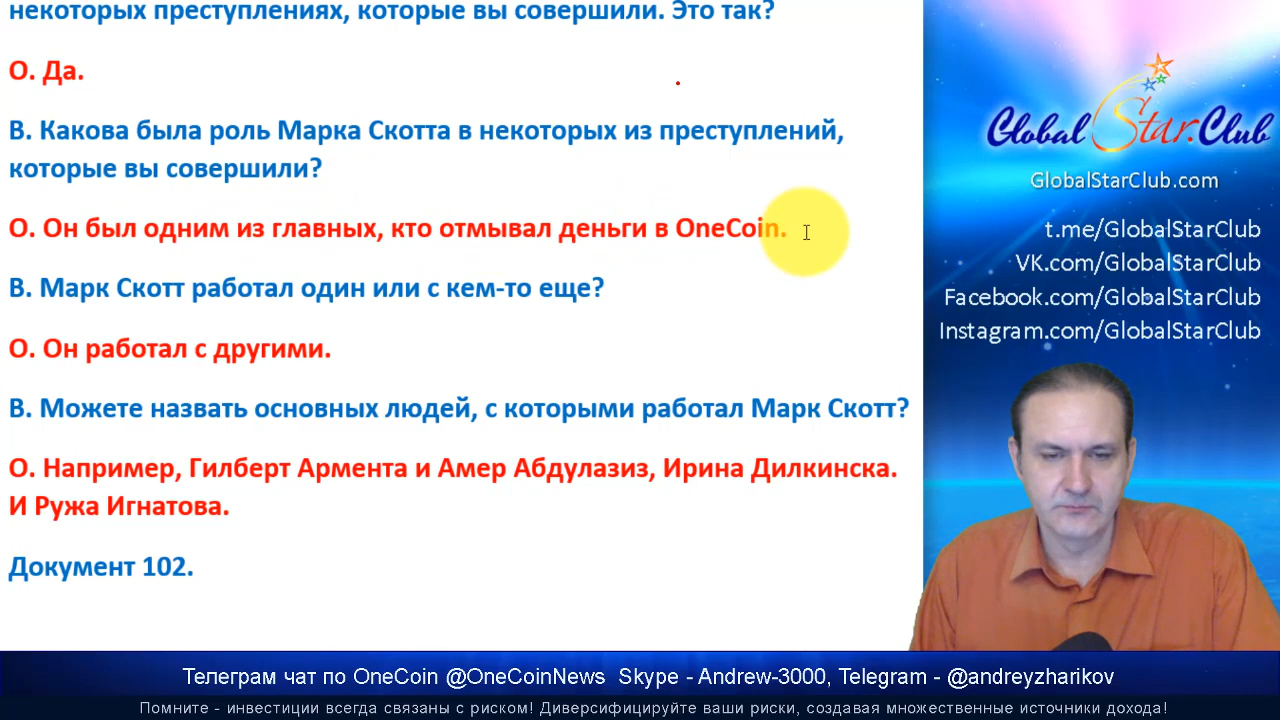 некоторых преступлениях, которые вы совершили. Это так?
О. Да.
В. Какова была роль Марка Скотта в некоторых из преступлений,
которые вы совершили?
О. Он был одним из главных, кто отмывал деньги в OneCoin.
В. Марк Скотт работал один или с кем-то еще?
О. Он работал с другими.
В. Можете назвать основных людей, с которыми работал Марк Скотт?
О. Например, Гилберт Армента и Амер Абдулазиз, Ирина Дилкинска.
И Ружа Игнатова.
Документ 102.
Global Star.Club
GlobalStarClub.com
t.me/GlobalStarClub
VK.com/GlobalStarClub
Facebook.com/GlobalStarClub
Instagram.com/GlobalStarClub
Телеграм чат по OneCoin @OneCoinNews Skype - Andrew-3000, Telegram - @andreyzharikov
Помните - инвестиции всегда связаны с риском! Диверсифицируйте ваши риски, создавая множественные источники дохода!